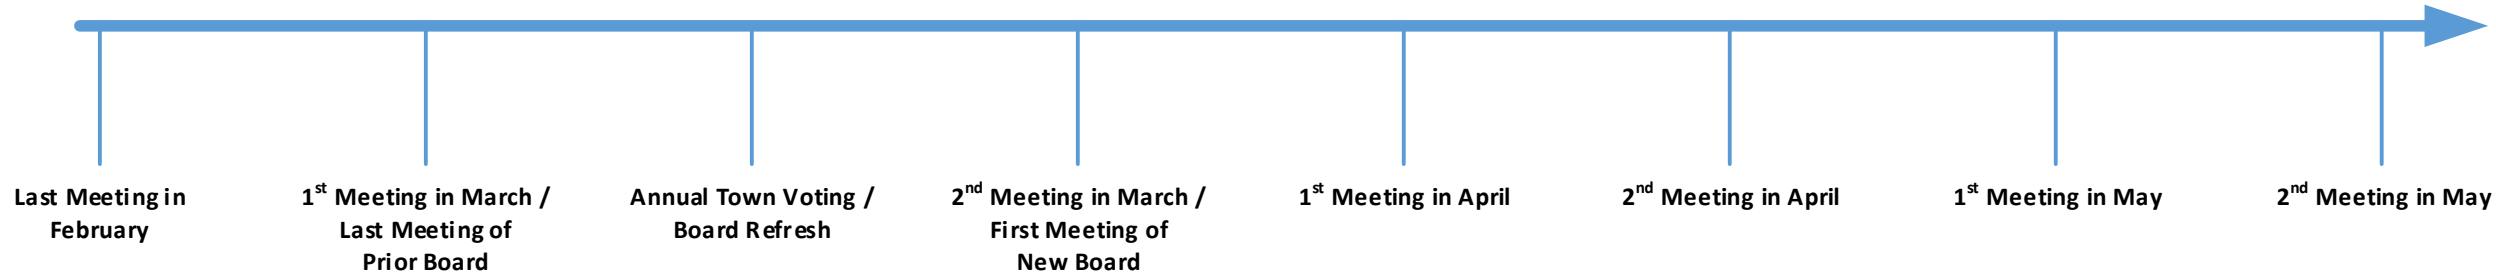 Last Meeting in
February
1st Meeting in March /
Last Meeting of
Prior Board
Annual Town Voting /
Board Refresh
2nd Meeting in March /
First Meeting of
New Board
1st Meeting in April
2nd Meeting in April
1st Meeting in May
2nd Meeting in May